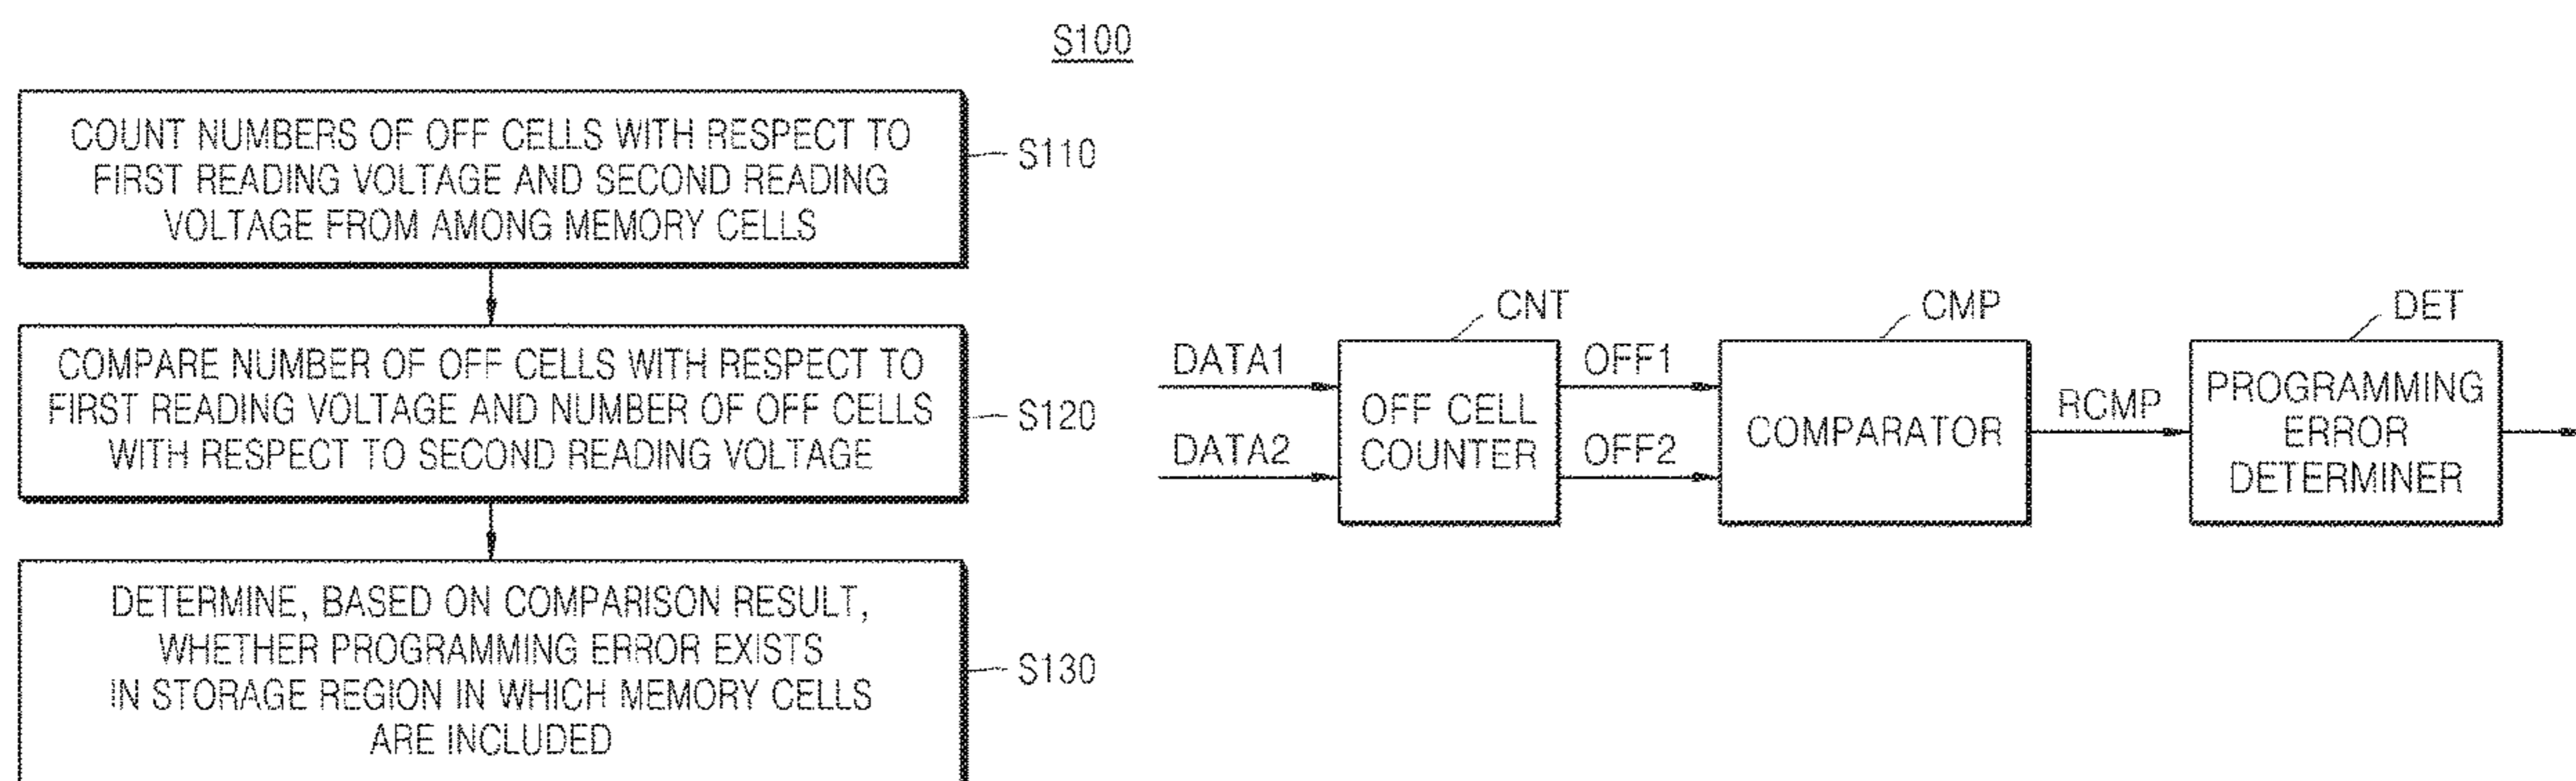 S100
COUNT NUMBERS OF OFF CELLS WITH RESPECT TO
FIRST READING VOLTAGE AND SECOND READING
VOLTAGE FROM AMONG MEMORY CELLS
S110
COMPARE NUMBER OF OFF CELLS WITH RESPECT TO
FIRST READING VOLTAGE AND NUMBER OF OFF CELLS
WITH RESPECT TO SECOND READING VOLTAGE
S120
DETERMINE, BASED ON COMPARISON RESULT,
WHETHER PROGRAMMING ERROR EXISTS
IN STORAGE REGION IN WHICH MEMORY CELLS
ARE INCLUDED
S130
DATA1
DATA2
CNT
OFF CELL
COUNTER
OFF1
OFF2
CMP
COMPARATOR
RCMP
DET
PROGRAMMING
ERROR
DETERMINER